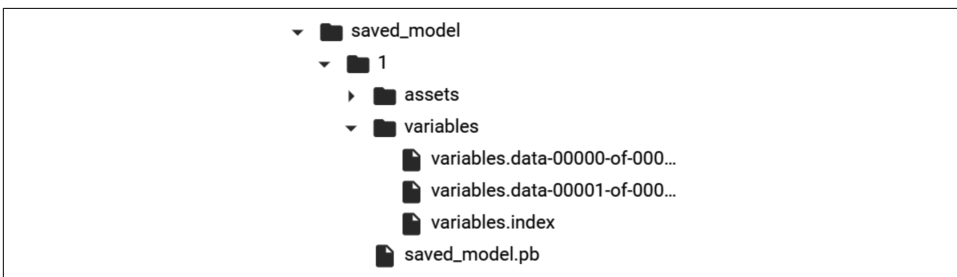 saved_model
1
assets
variables
variables.data-00000-of-000...
variables.data-00001-of-000...
variables.index
saved_model.pb